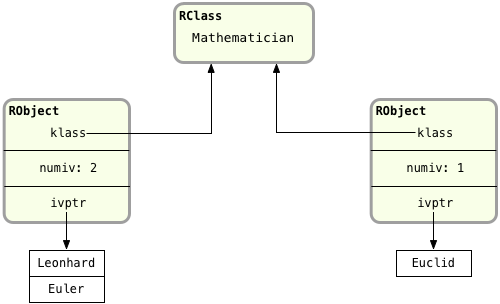 RClass
Mathematician
RObject
klass
numiv: 2
ivptr
Leonhard
Euler
RObject
klass
numiv: 1
ivptr
Euclid